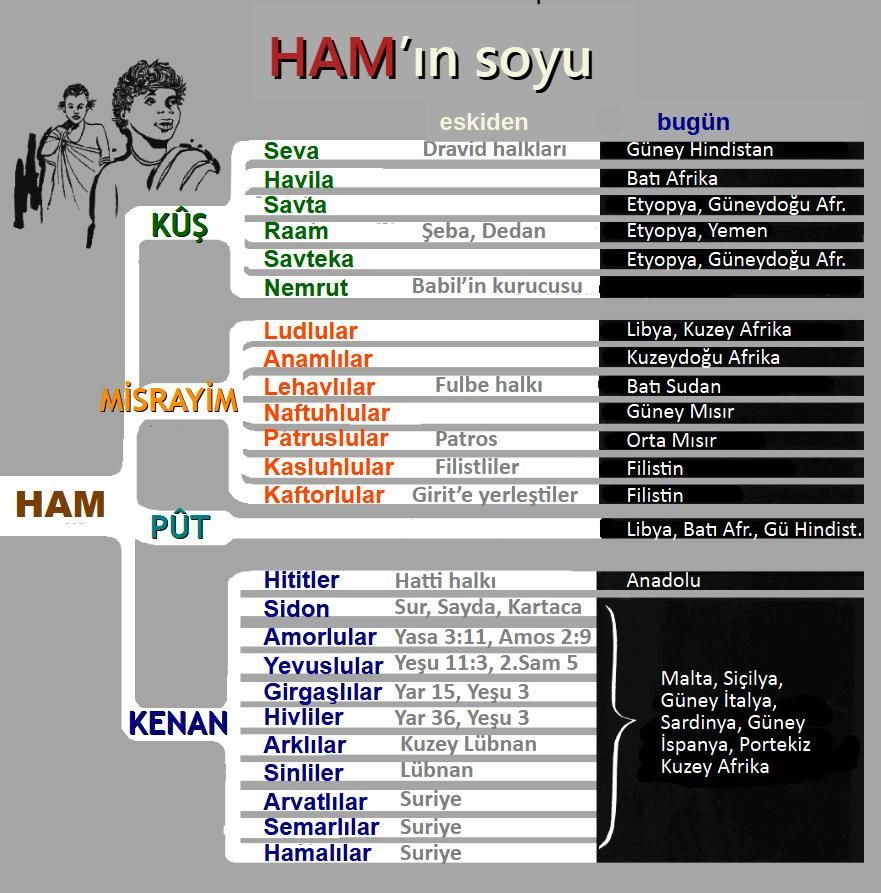 HAM'ın soyu
eskiden bugün
Seva Dravid halkları Güney Hindistan
Havila Batı Afrika
Savta Etyopya, Güneydoğu Afr.
KÛŞ
Raam Şeba, Dedan Etyopya, Yemen
Savteka Etyopya, Güneydoğu Afr.
Nemrut Babil'in kurucusu
Ludlular Libya, Kuzey Afrika
Anamlılar Kuzeydoğu Afrika
Lehavlılar Fulbe halkı Batı Sudan
MİSRAYİM
Naftuhlular Güney Mısır
Patruslular Patros Orta Mısır
Kasluhlular Filistliler Filistin
Kaftorlular Girit'e yerleştiler Filistin
HAM
PÛT Libya, Batı Afr., Gü Hindist.
Hititler Hatti halkı Anadolu
Sidon Sur, Sayda, Kartaca
Amorlular Yasa 3:11, Amos 2:9
Yevuslular Yeşu 11:3, 2.Sam 5
Girgaşlılar Yar 15, Yeşu 3
Hivliler Yar 36, Yeşu 3
KENAN
Arklılar Kuzey Lübnan
Sinliler Lübnan
Arvatlılar Suriye
Semarlılar Suriye
Hamalılar Suriye
Malta, Siçilya,
Güney İtalya,
Sardinya, Güney
İspanya, Portekiz
Kuzey Afrika